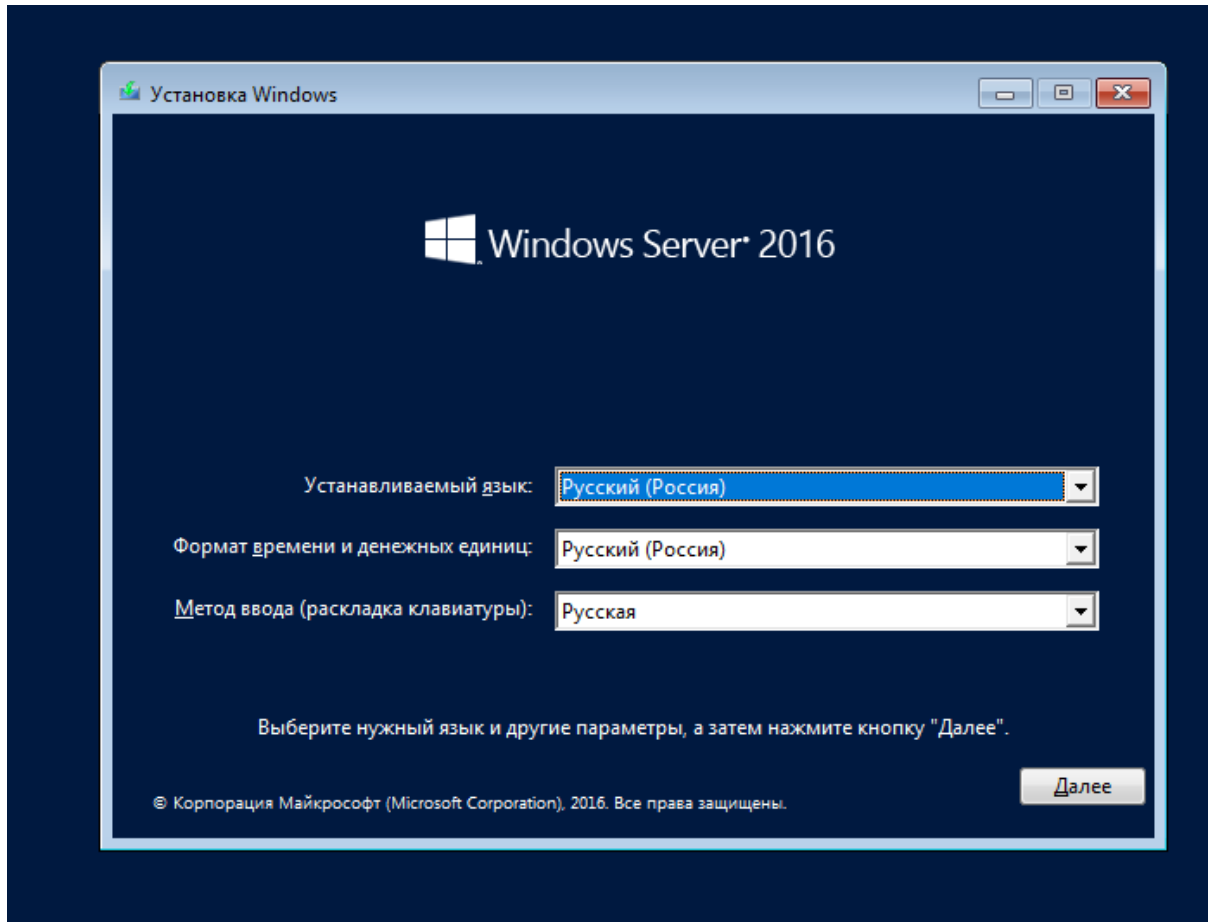 Установка Windows
Windows Server 2016
Устанавливаемый язык: Русский (Россия)
Формат времени и денежных единиц: Русский (Россия)
Метод ввода (раскладка клавиатуры): Русская
Выберите нужный язык и другие параметры, а затем нажмите кнопку "Далее".
Далее
© Корпорация Майкрософт (Microsoft Corporation), 2016. Все права защищены.